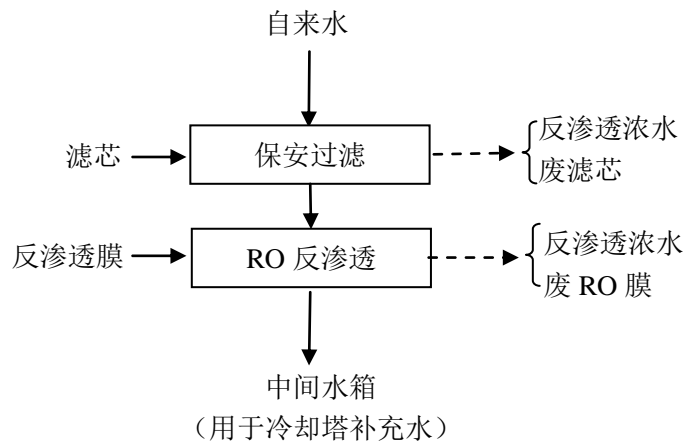 自来水
滤芯
保安过滤
反渗透浓水
废滤芯
反渗透膜
RO 反渗透
反渗透浓水
废 RO 膜
中间水箱
（用于冷却塔补充水）